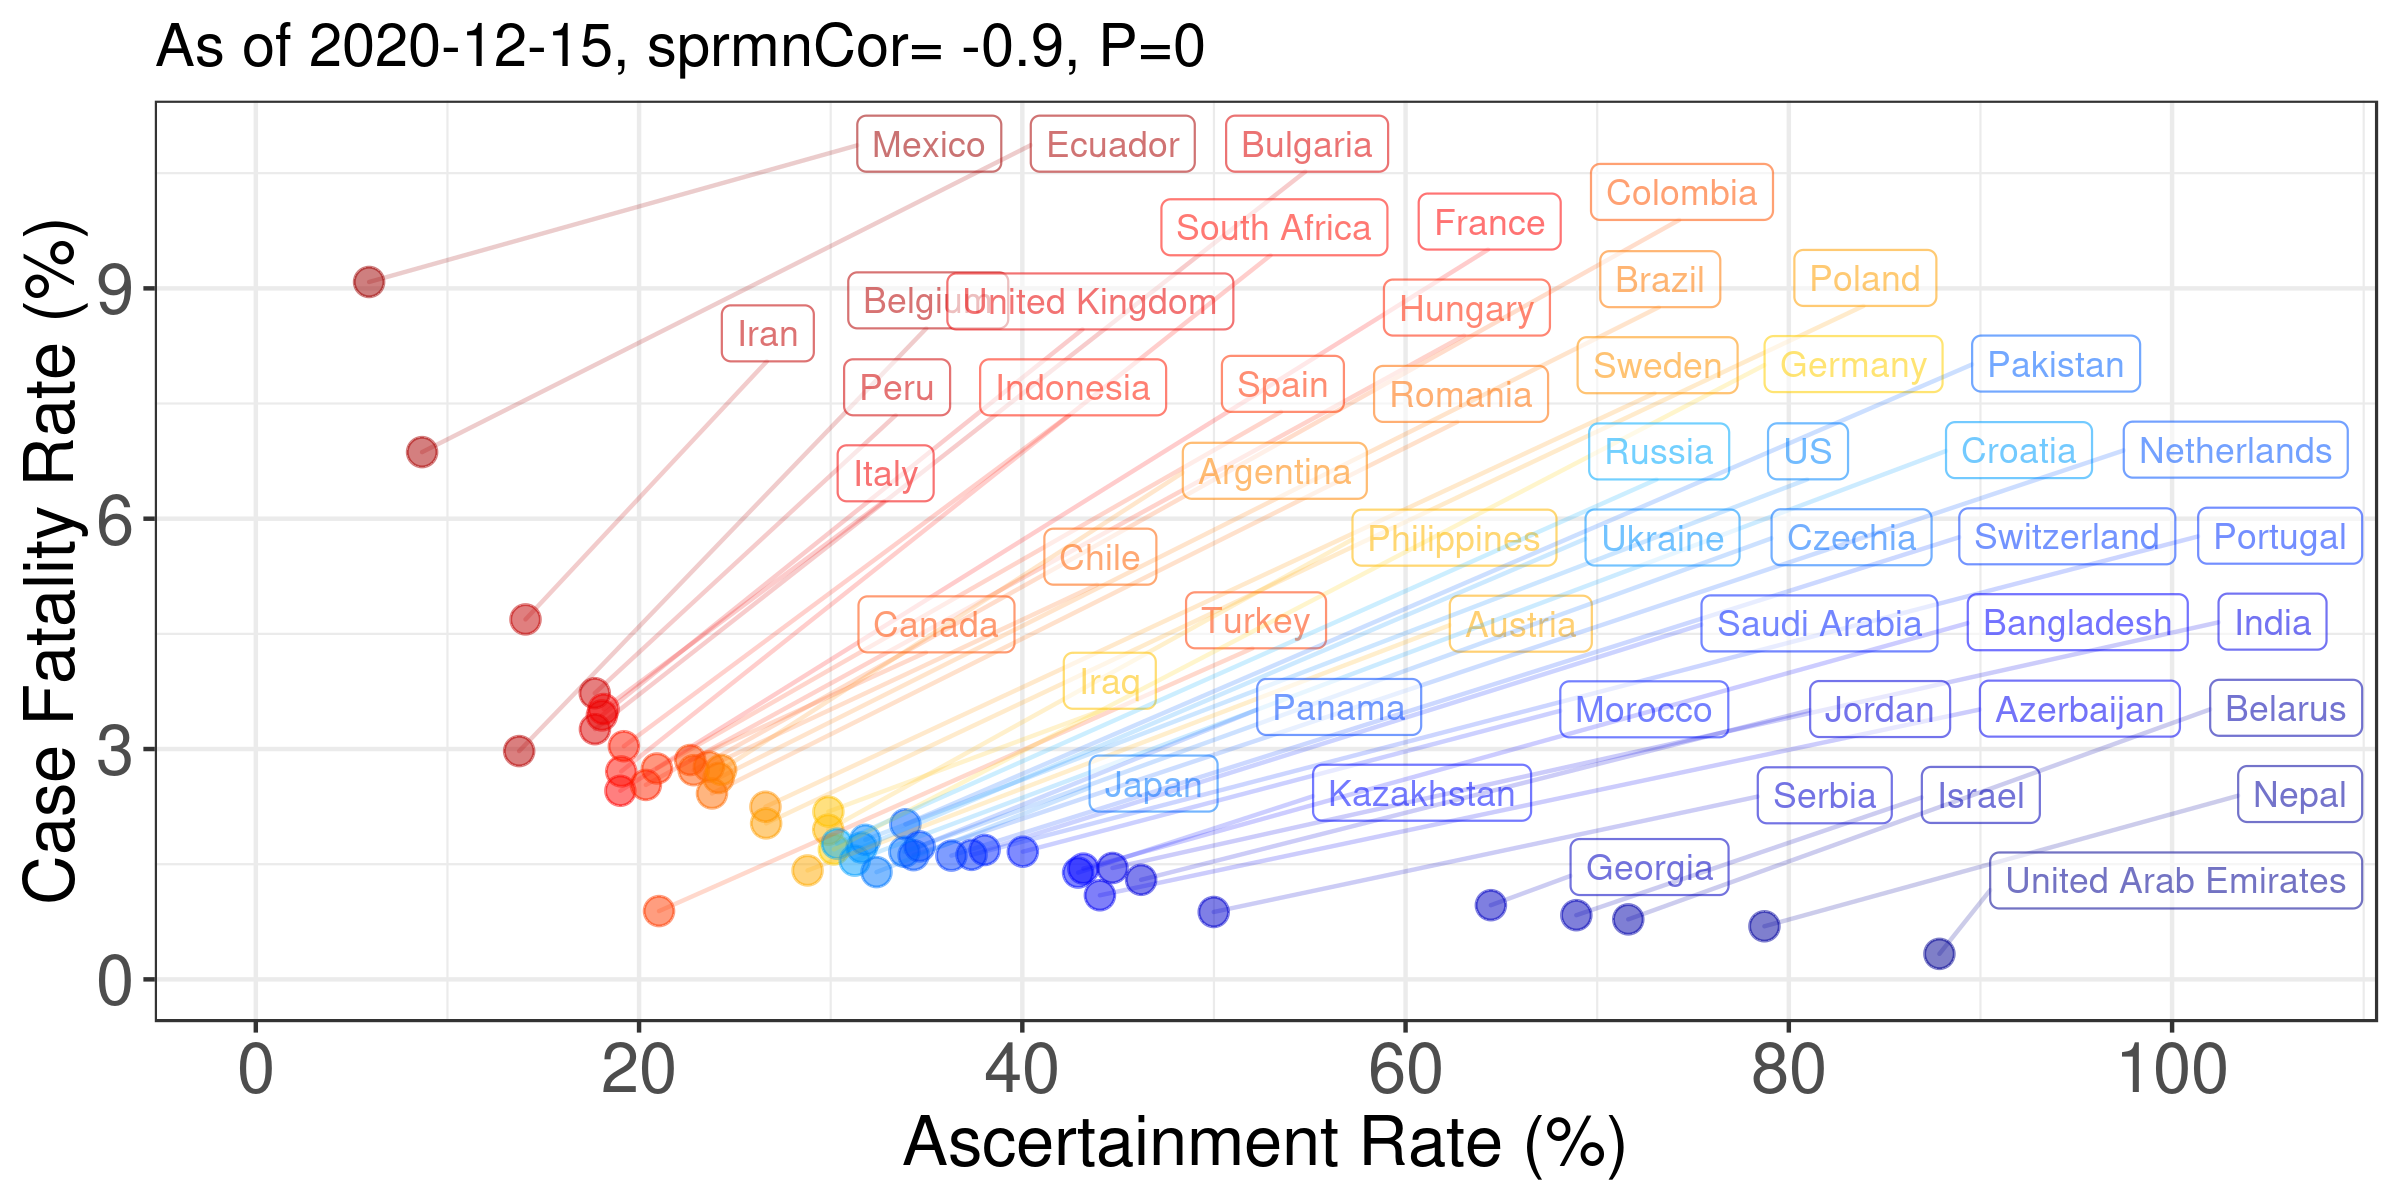 As of 2020-12-15, sprmnCor= -0.9, P=0
Mexico
Ecuador
Bulgaria
Colombia
South Africa
France
Belgium
United Kingdom
Hungary
Brazil
Poland
Iran
Peru
Indonesia
Spain
Romania
Sweden
Germany
Pakistan
Italy
Argentina
Russia
US
Croatia
Netherlands
Chile
Philippines
Ukraine
Czechia
Switzerland
Portugal
Canada
Turkey
Austria
Saudi Arabia
Bangladesh
India
Iraq
Panama
Morocco
Jordan
Azerbaijan
Belarus
Japan
Kazakhstan
Serbia
Israel
Nepal
Georgia
United Arab Emirates
9
6
3
0
Case Fatality Rate (%)
0 20 40 60 80 100
Ascertainment Rate (%)